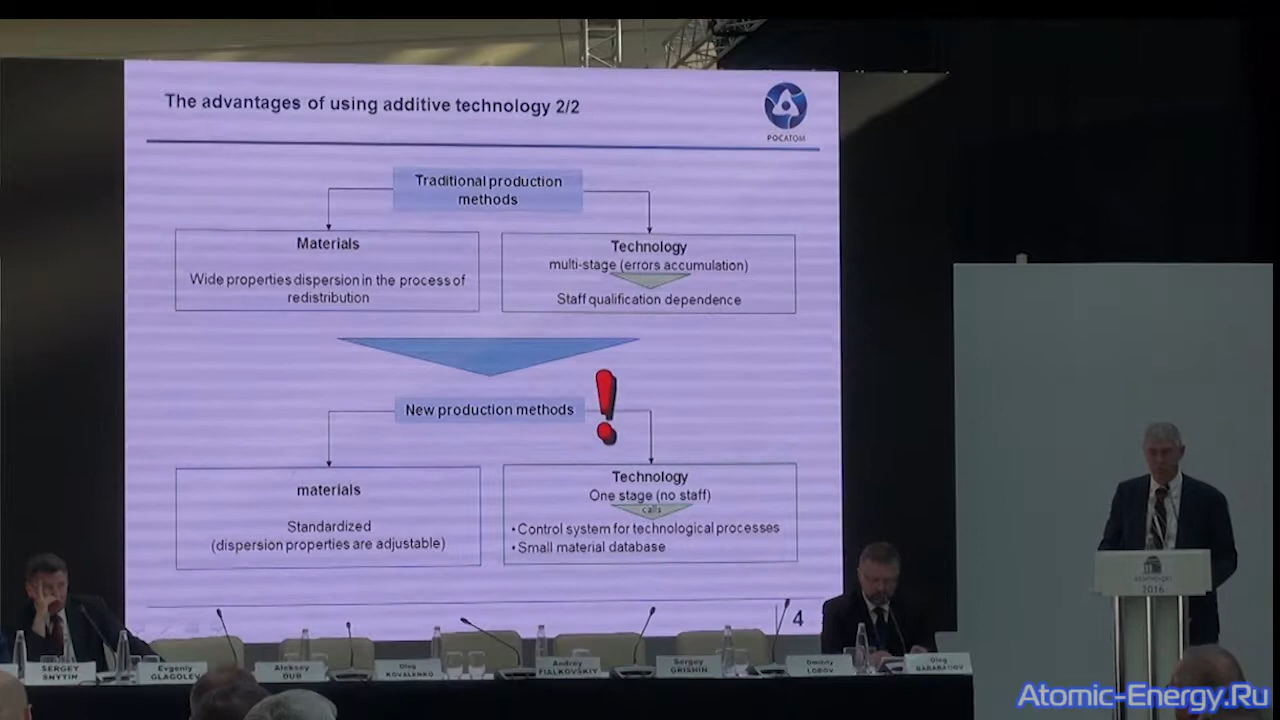 The advantages of using additive technology 2/2
РОСАТОМ
Traditional production
methods
Materials
Wide properties dispersion in the process of
redistribution
Technology
multi-stage (errors accumulation)
Staff qualification dependence
New production methods
materials
Standardized
(dispersion properties are adjustable)
Technology
One stage (no staff)
calls
• Control system for technological processes
• Small material database
4
SERGEY
SNYTIN
Evgeniy
GLAGOLEV
Aleksey
DUB
Oleg
KOVALENKO
Andrey
FIALKOVSKIY
Sergey
GRISHIN
Dmitriy
Oleg
2016
Atomic-Energy.Ru